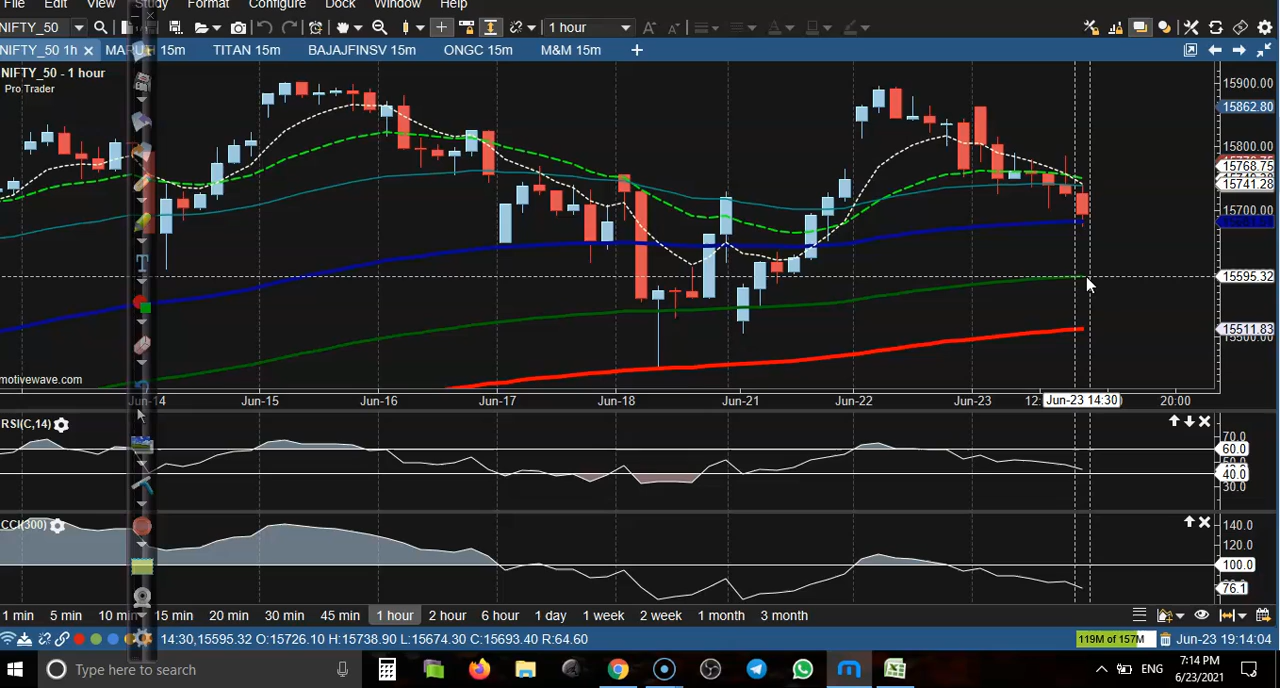 File Edit View Study Format Configure Dock Window Help
NIFTY_50 1 hour
NIFTY_50 1h MARUTI 15m TITAN 15m BAJAJFINSV 15m ONGC 15m M&M 15m
NIFTY_50 - 1 hour
Pro Trader
15900.00
15862.80
15800.00
15768.75
15741.28
15700.00
15595.32
15511.83
15500.00
motivewave.com
Jun-14 Jun-15 Jun-16 Jun-17 Jun-18 Jun-21 Jun-22 Jun-23 12: Jun-23 14:30 20:00
RSI(C,14)
70.0
60.0
40.0
30.0
CCI(300)
140.0
120.0
100.0
76.1
1 min 5 min 10 min 15 min 20 min 30 min 45 min 1 hour 2 hour 6 hour 1 day 1 week 2 week 1 month 3 month
14:30,15595.32 O:15726.10 H:15738.90 L:15674.30 C:15693.40 R:64.60 119M of 157M Jun-23 19:14:04
Type here to search
ENG
7:14 PM
6/23/2021